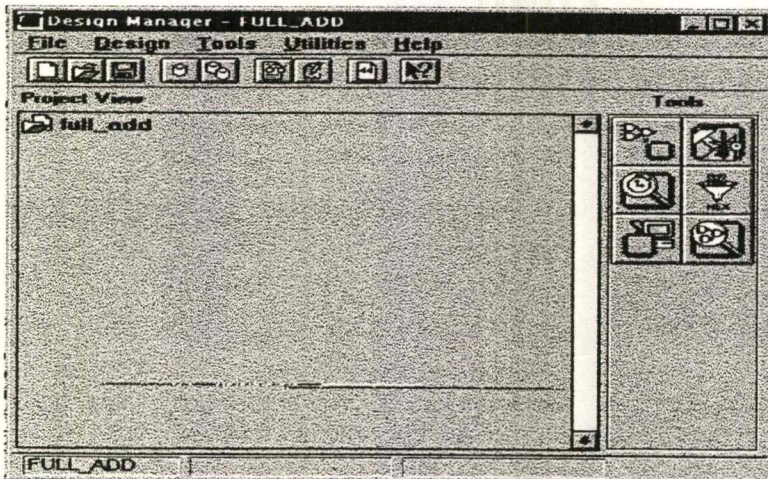 Design Manager - FULL_ADD
File Design Tools Utilities Help
Project View
Tools
full_add
FULL_ADD